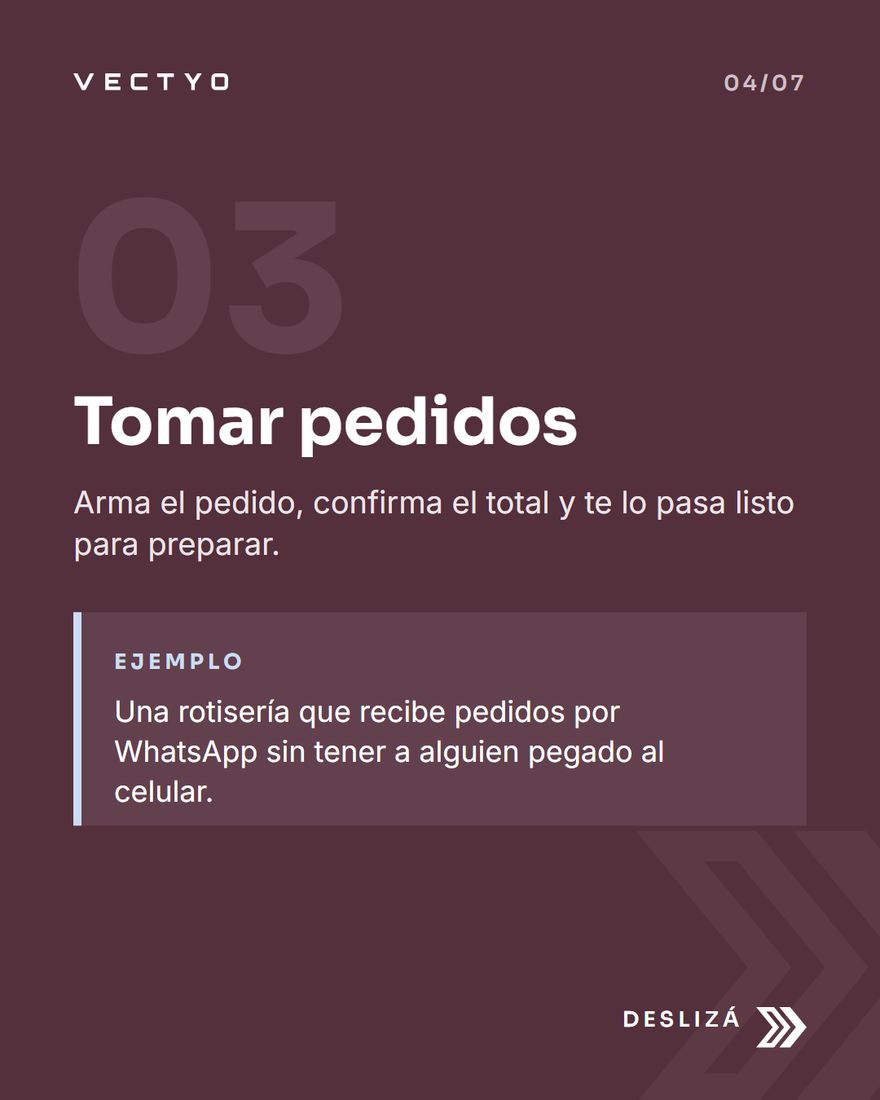 VECTYO
04/07
03
Tomar pedidos
Arma el pedido, confirma el total y te lo pasa listo
para preparar.
EJEMPLO
Una rotisería que recibe pedidos por
WhatsApp sin tener a alguien pegado al
celular.
DESLIZÁ